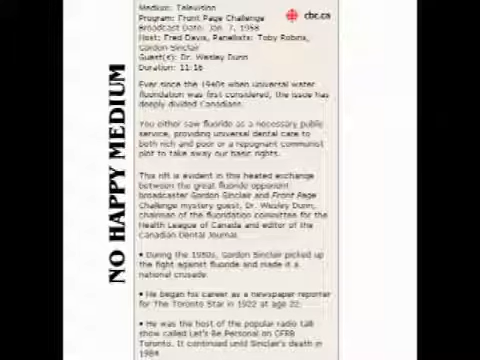 Medium: Television
Program: Front Page Challenge
cbc.ca
Broadcast Date: Jan. 7, 1958
Host: Fred Davis, Panelists: Toby Robins,
Gordon Sinclair
Guest(s): Dr. Wesley Dunn
Duration: 11:16
Ever since the 1940s when universal water
fluoridation was first considered, the issue has
deeply divided Canadians.
You either saw fluoride as a necessary public
service, providing universal dental care to
both rich and poor or a repugnant communist
plot to take away our basic rights.
This rift is evident in this heated exchange
between the great fluoride opponent
broadcaster Gordon Sinclair and Front Page
Challenge mystery guest, Dr. Wesley Dunn,
chairman of the fluoridation committee for the
Health League of Canada and editor of the
Canadian Dental Journal.
• During the 1950s, Gordon Sinclair picked up
the fight against fluoride and made it a
national crusade.
• He began his career as a newspaper reporter
for The Toronto Star in 1922 at age 22.
• He was the host of the popular radio talk
show called Let's Be Personal on CFRB
Toronto. It continued until Sinclair's death in
1984
NO HAPPY MEDIUM